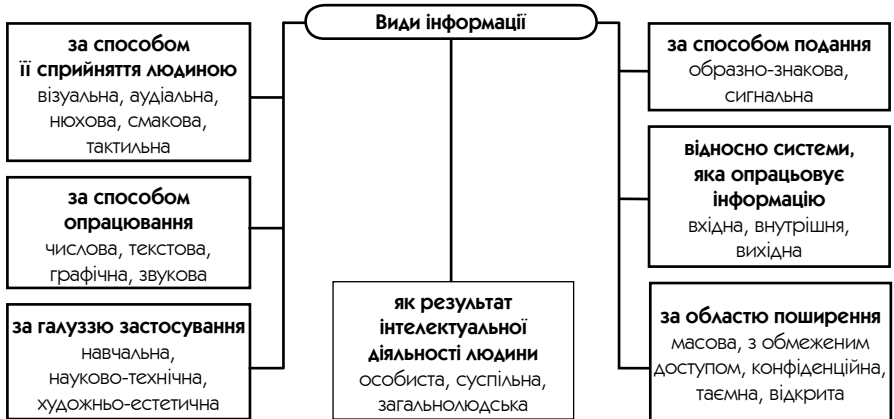 Види інформації
за способом
її сприйняття людиною
візуальна, аудіальна,
нюхова, смакова,
тактильна
за способом
опрацювання
числова, текстова,
графічна, звукова
за галуззю застосування
навчальна,
науково-технічна,
художньо-естетична
як результат
інтелектуальної
діяльності людини
особиста, суспільна,
загальнолюдська
за способом подання
образно-знакова,
сигнальна
відносно системи,
яка опрацьовує
інформацію
вхідна, внутрішня,
вихідна
за областю поширення
масова, з обмеженим
доступом, конфіденційна,
таємна, відкрита